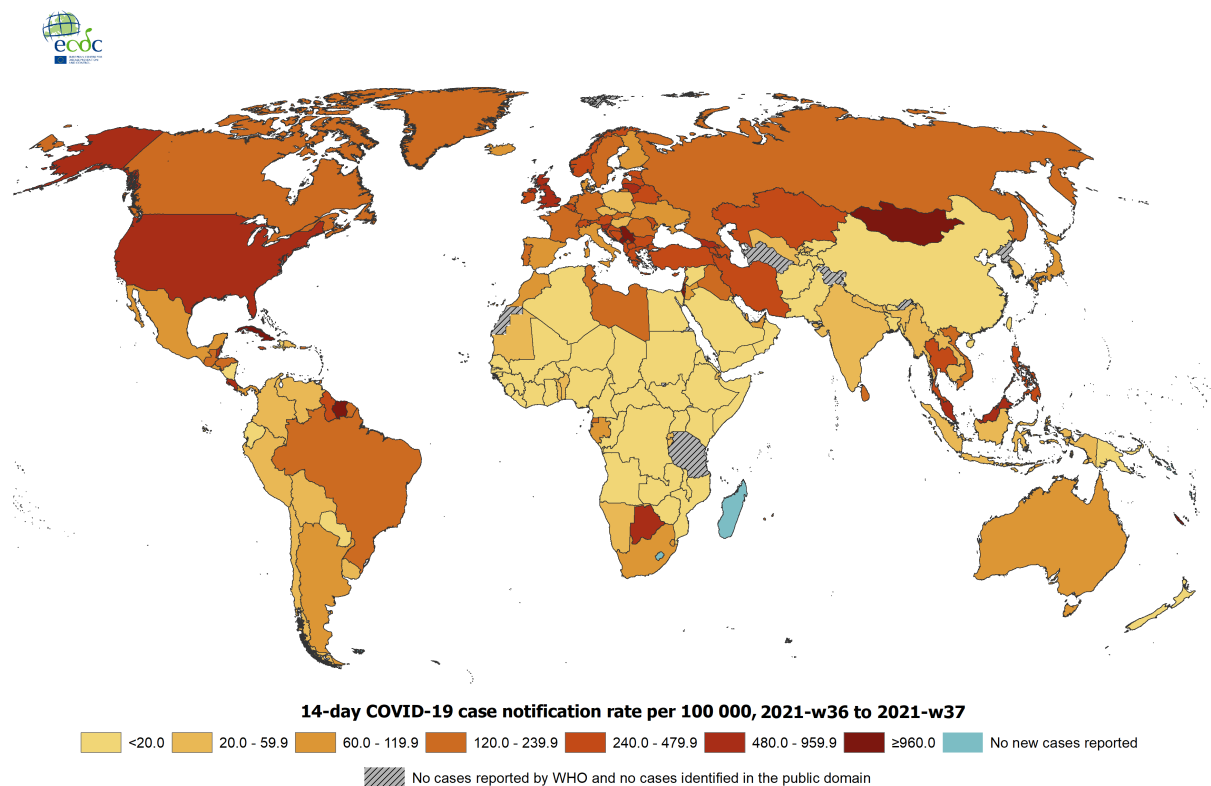 ecdc
14-day COVID-19 case notification rate per 100 000, 2021-w36 to 2021-w37
<20.0 20.0 - 59.9 60.0 - 119.9 120.0 - 239.9 240.0 - 479.9 480.0 - 959.9 ≥960.0 No new cases reported
No cases reported by WHO and no cases identified in the public domain